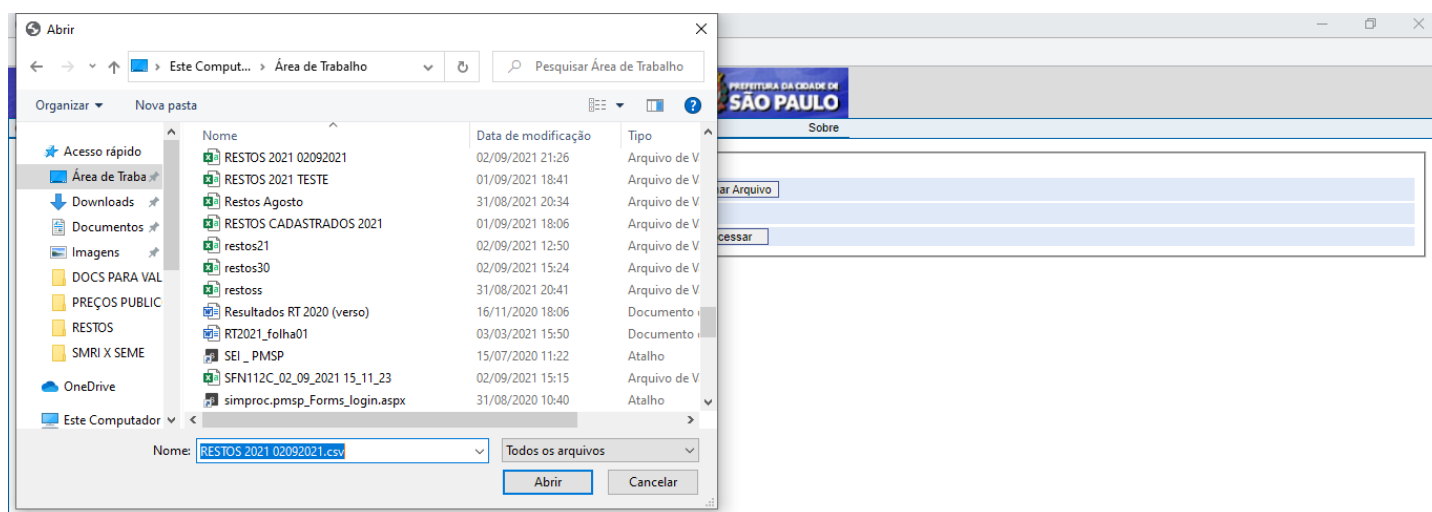 Abrir
Este Comput... > Área de Trabalho
Pesquisar Área de Trabalho
Organizar
Nova pasta
Nome
Data de modificação
Tipo
Acesso rápido
Área de Traba
Downloads
Documentos
Imagens
DOCS PARA VAL
PREÇOS PUBLIC
RESTOS
SMRI X SEME
OneDrive
Este Computador
RESTOS 2021 02092021 02/09/2021 21:26 Arquivo de V
RESTOS 2021 TESTE 01/09/2021 18:41 Arquivo de V
Restos Agosto 31/08/2021 20:34 Arquivo de V
RESTOS CADASTRADOS 2021 01/09/2021 18:06 Arquivo de V
restos21 02/09/2021 12:50 Arquivo de V
restos30 02/09/2021 15:24 Arquivo de V
restoss 31/08/2021 20:41 Arquivo de V
Resultados RT 2020 (verso) 16/11/2020 18:06 Documento
RT2021_folha01 03/03/2021 15:50 Documento
SEI _ PMSP 15/07/2020 11:22 Atalho
SFN112C_02_09_2021 15_11_23 02/09/2021 15:15 Arquivo de V
simproc.pmsp_Forms_login.aspx 31/08/2020 10:40 Atalho
Nome: RESTOS 2021 02092021.csv
Todos os arquivos
Abrir
Cancelar
PREFEITURA DA CIDADE DE
SÃO PAULO
Sobre
ar Arquivo
cessar